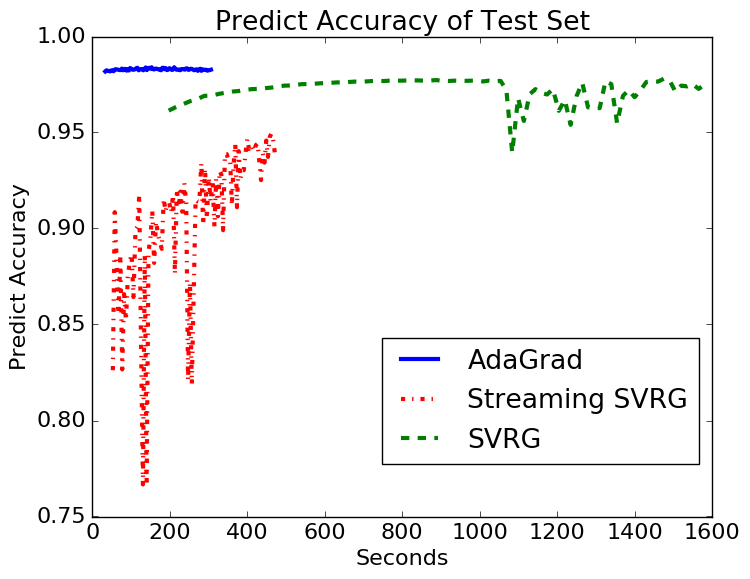 Predict Accuracy of Test Set
1.00
0.95
0.90
0.85
0.80
0.75
Predict Accuracy
AdaGrad
Streaming SVRG
SVRG
0 200 400 600 800 1000 1200 1400 1600
Seconds